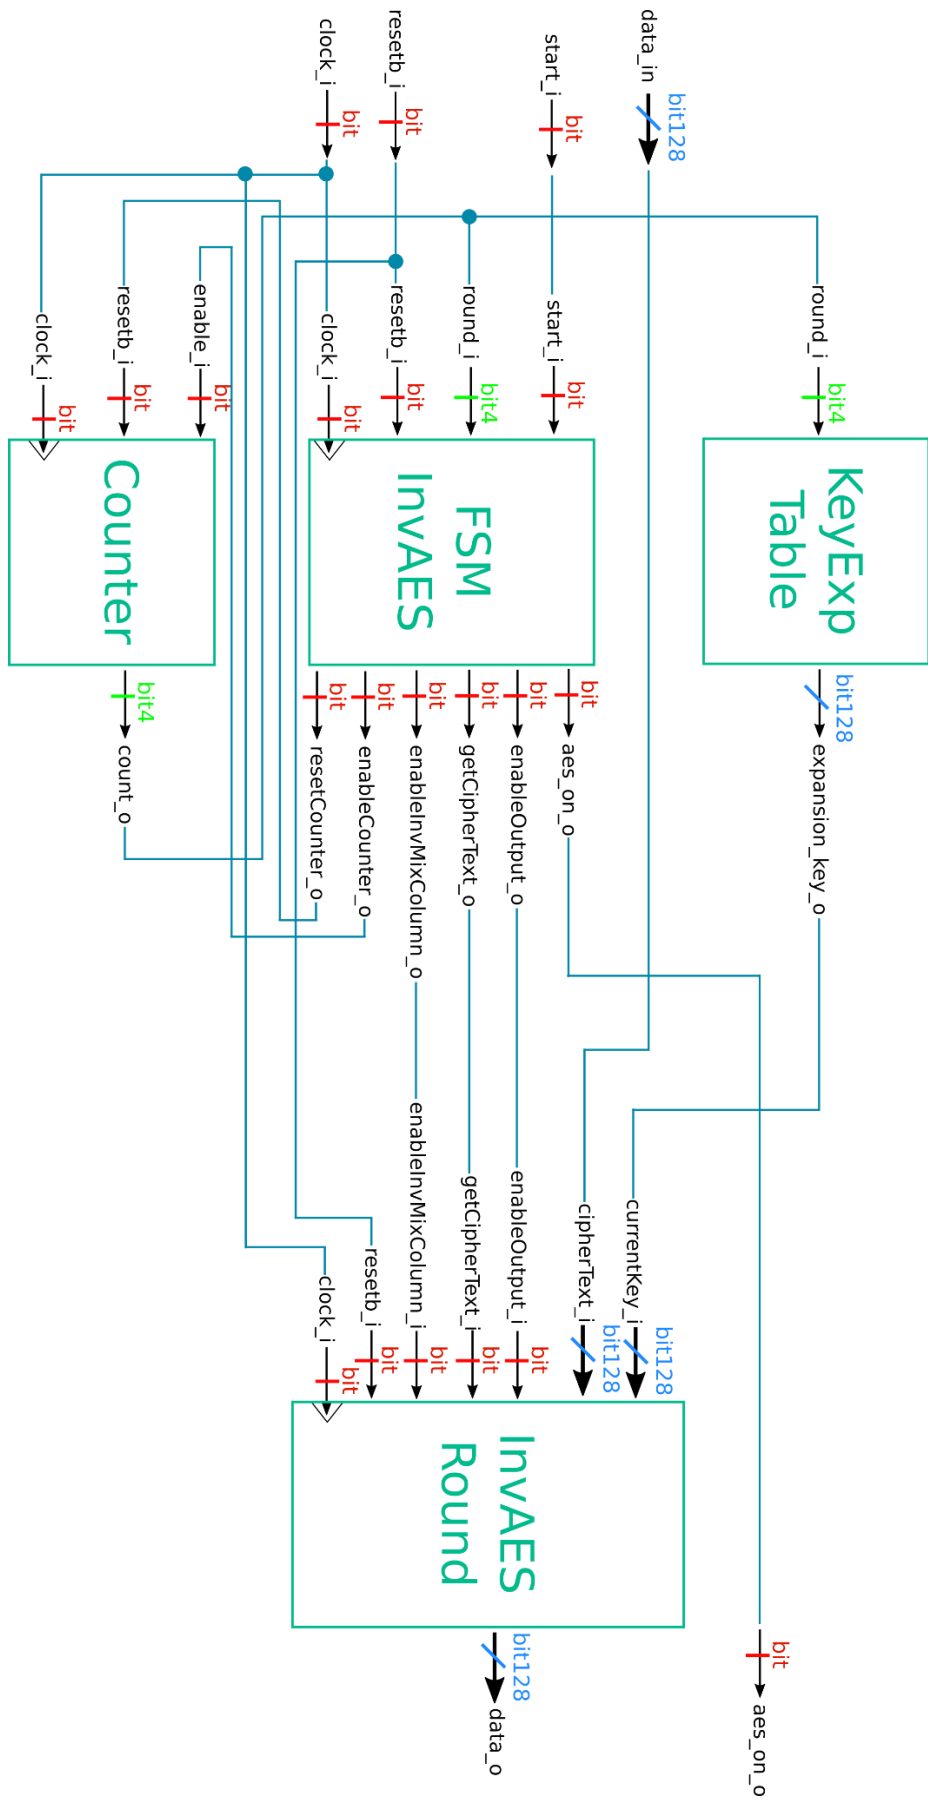 data_in
bit128
start_i
bit
resetb_i
bit
clock_i
bit
round_i
bit4
KeyExp
Table
bit128
expansion_key_o
start_i
bit
round_i
bit4
resetb_i
bit
clock_i
bit
FSM
InvAES
bit
aes_on_o
bit
enableOutput_o
bit
getCipherText_o
bit
enableInvMixColumn_o
bit
enableCounter_o
bit
resetCounter_o
enable_i
bit
resetb_i
bit
clock_i
bit
Counter
bit4
count_o
currentKey_i
bit128
cipherText_i
bit128
enableOutput_i
bit
getCipherText_i
bit
enableInvMixColumn_i
bit
resetb_i
bit
clock_i
bit
InvAES
Round
bit
aes_on_o
bit128
data_o